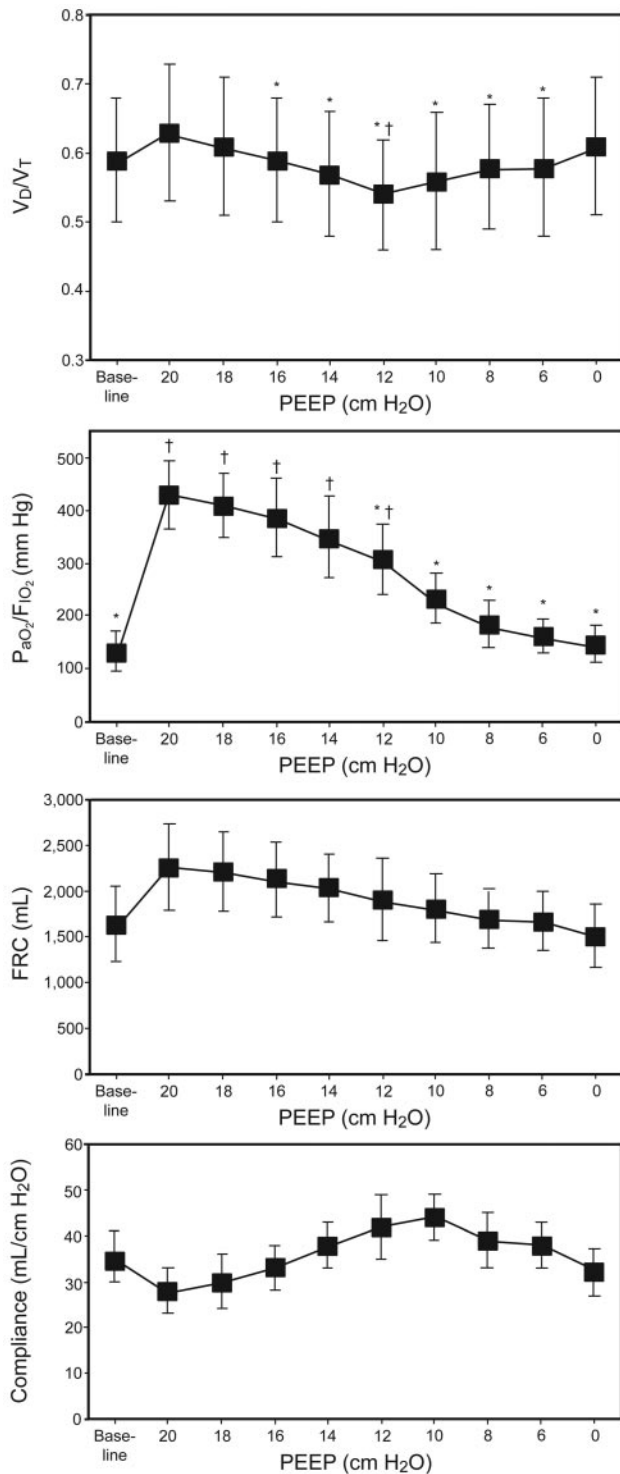 V_D/V_T
0.8
0.7
0.6
0.5
0.4
0.3
* * * † * * *
Base-
line
20 18 16 14 12 10 8 6 0
PEEP (cm H₂O)
PaO₂/FIO₂ (mm Hg)
500
400
300
200
100
0
* † † † † * † * * * *
Base-
line
20 18 16 14 12 10 8 6 0
PEEP (cm H₂O)
FRC (mL)
3,000
2,500
2,000
1,500
1,000
500
0
Base-
line
20 18 16 14 12 10 8 6 0
PEEP (cm H₂O)
Compliance (mL/cm H₂O)
60
50
40
30
20
10
0
Base-
line
20 18 16 14 12 10 8 6 0
PEEP (cm H₂O)